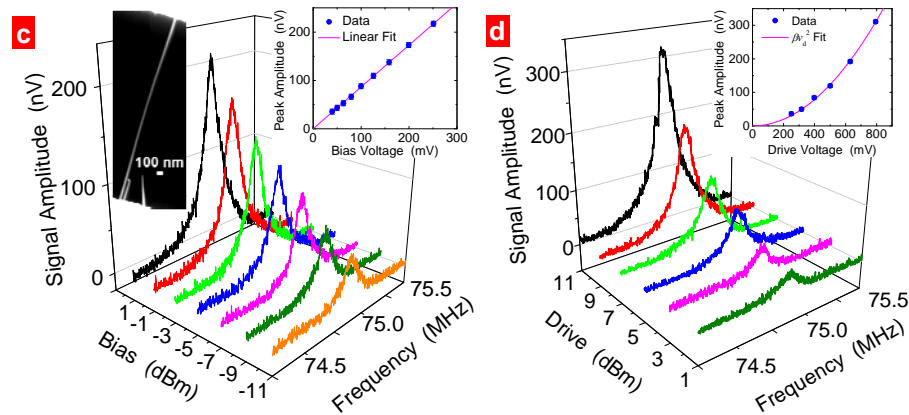 c
100 nm
Signal Amplitude (nV)
200
100
0
1
-1
-3
-5
-7
-9
-11
Bias (dBm)
74.5
75.0
75.5
Frequency (MHz)
Peak Amplitude (nV)
200
100
0
0
100
200
300
Bias Voltage (mV)
Data
Linear Fit
d
Signal Amplitude (nV)
300
200
100
0
11
9
7
5
3
1
Drive (dBm)
74.5
75.0
75.5
Frequency (MHz)
Peak Amplitude (nV)
300
200
100
0
0
200
400
600
800
Drive Voltage (mV)
Data
βv_d² Fit